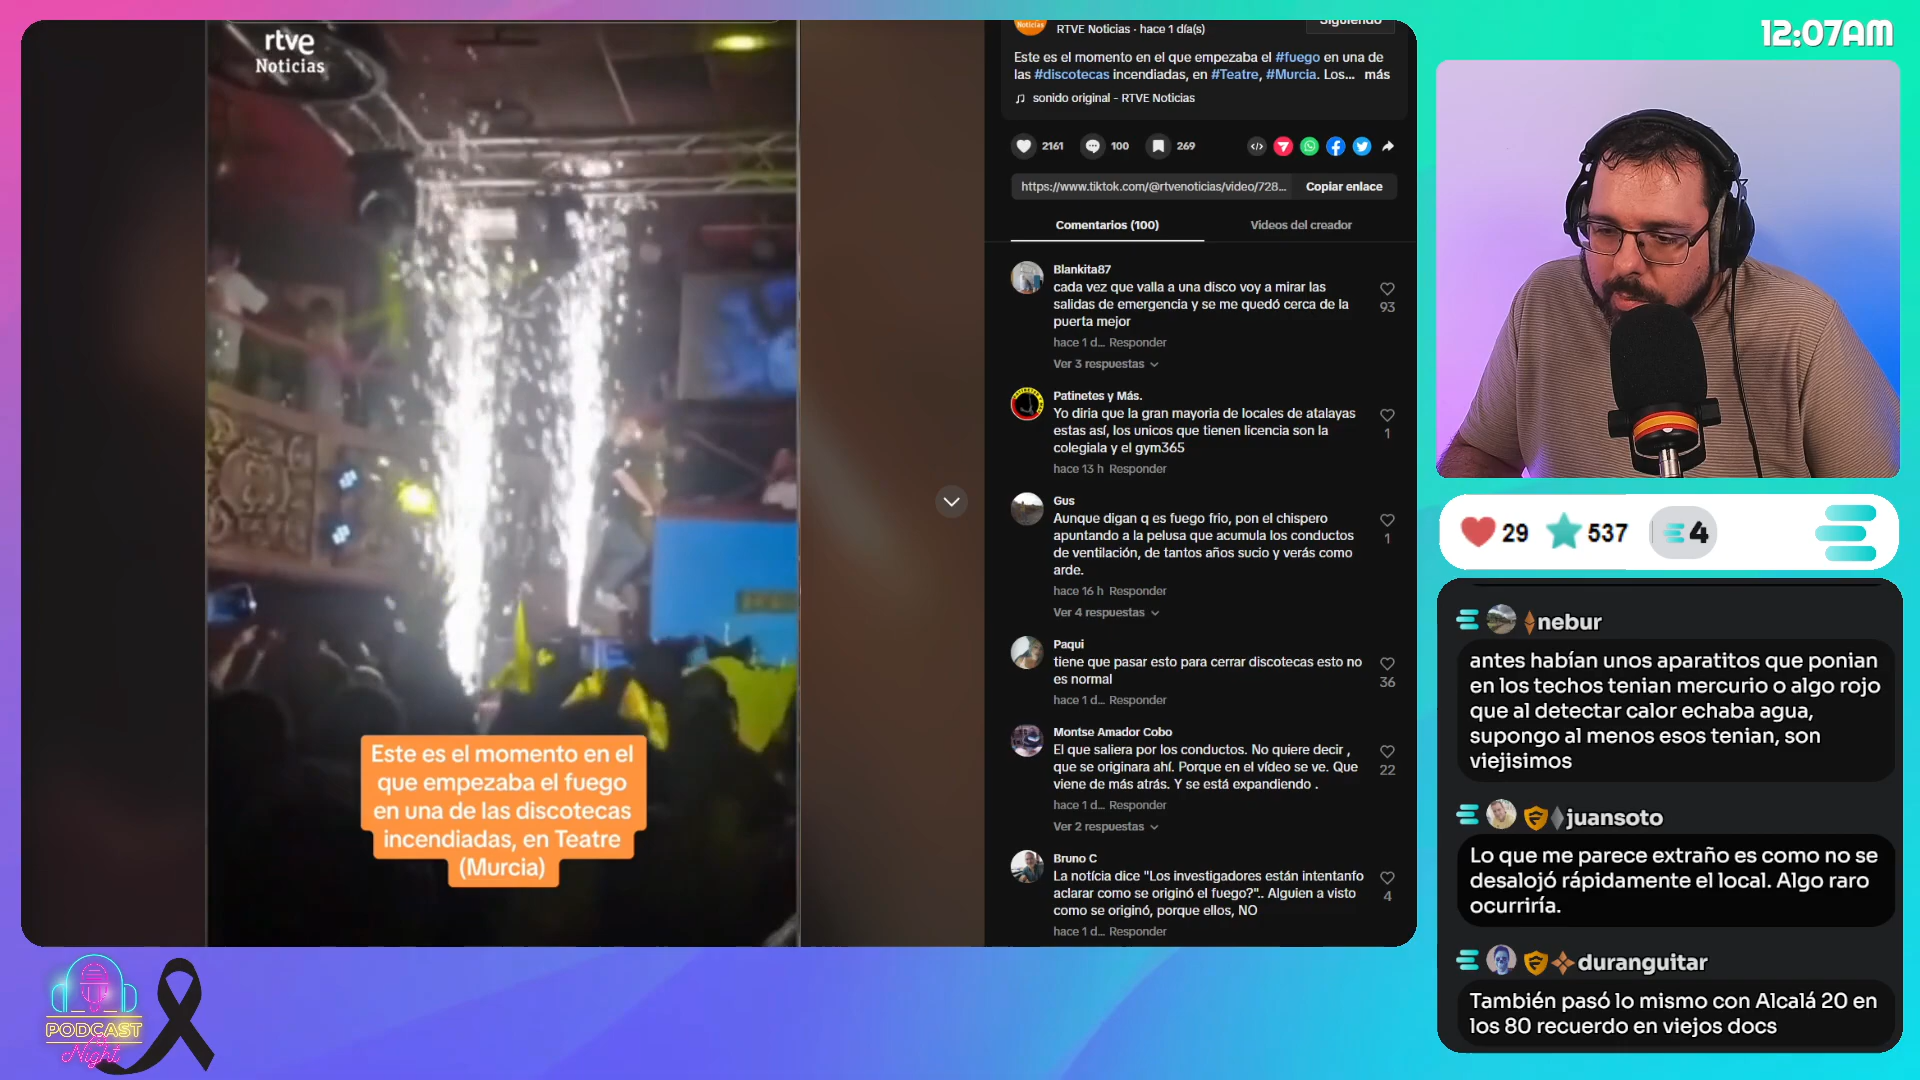 rtve
Noticias
Este es el momento en el
que empezaba el fuego
en una de las discotecas
incendiadas, en Teatre
(Murcia)
Noticias
RTVE Noticias · hace 1 día(s)
Siguiendo
Este es el momento en el que empezaba el #fuego en una de
las #discotecas incendiadas, en #Teatre, #Murcia. Los... más
sonido original - RTVE Noticias
2161
100
269
https://www.tiktok.com/@rtvenoticias/video/728... Copiar enlace
Comentarios (100)
Videos del creador
Blankita87
cada vez que valla a una disco voy a mirar las
salidas de emergencia y se me quedó cerca de la
puerta mejor
93
hace 1 d... Responder
Ver 3 respuestas
Patinetes y Más.
Yo diria que la gran mayoria de locales de atalayas
estas así, los unicos que tienen licencia son la
colegiala y el gym365
1
hace 13 h Responder
Gus
Aunque digan q es fuego frio, pon el chispero
apuntando a la pelusa que acumula los conductos
de ventilación, de tantos años sucio y verás como
arde.
1
hace 16 h Responder
Ver 4 respuestas
Paqui
tiene que pasar esto para cerrar discotecas esto no
es normal
36
hace 1 d... Responder
Montse Amador Cobo
El que saliera por los conductos. No quiere decir ,
que se originara ahí. Porque en el vídeo se ve. Que
viene de más atrás. Y se está expandiendo .
22
hace 1 d... Responder
Ver 2 respuestas
Bruno C
La notícia dice "Los investigadores están intentanfo
aclarar como se originó el fuego?".. Alguien a visto
como se originó, porque ellos, NO
4
hace 1 d... Responder
12:07AM
29
537
4
nebur
antes habían unos aparatitos que ponian
en los techos tenian mercurio o algo rojo
que al detectar calor echaba agua,
supongo al menos esos tenian, son
viejisimos
juansoto
Lo que me parece extraño es como no se
desalojó rápidamente el local. Algo raro
ocurriría.
duranguitar
También pasó lo mismo con Alcalá 20 en
los 80 recuerdo en viejos docs
PODCAST
Night